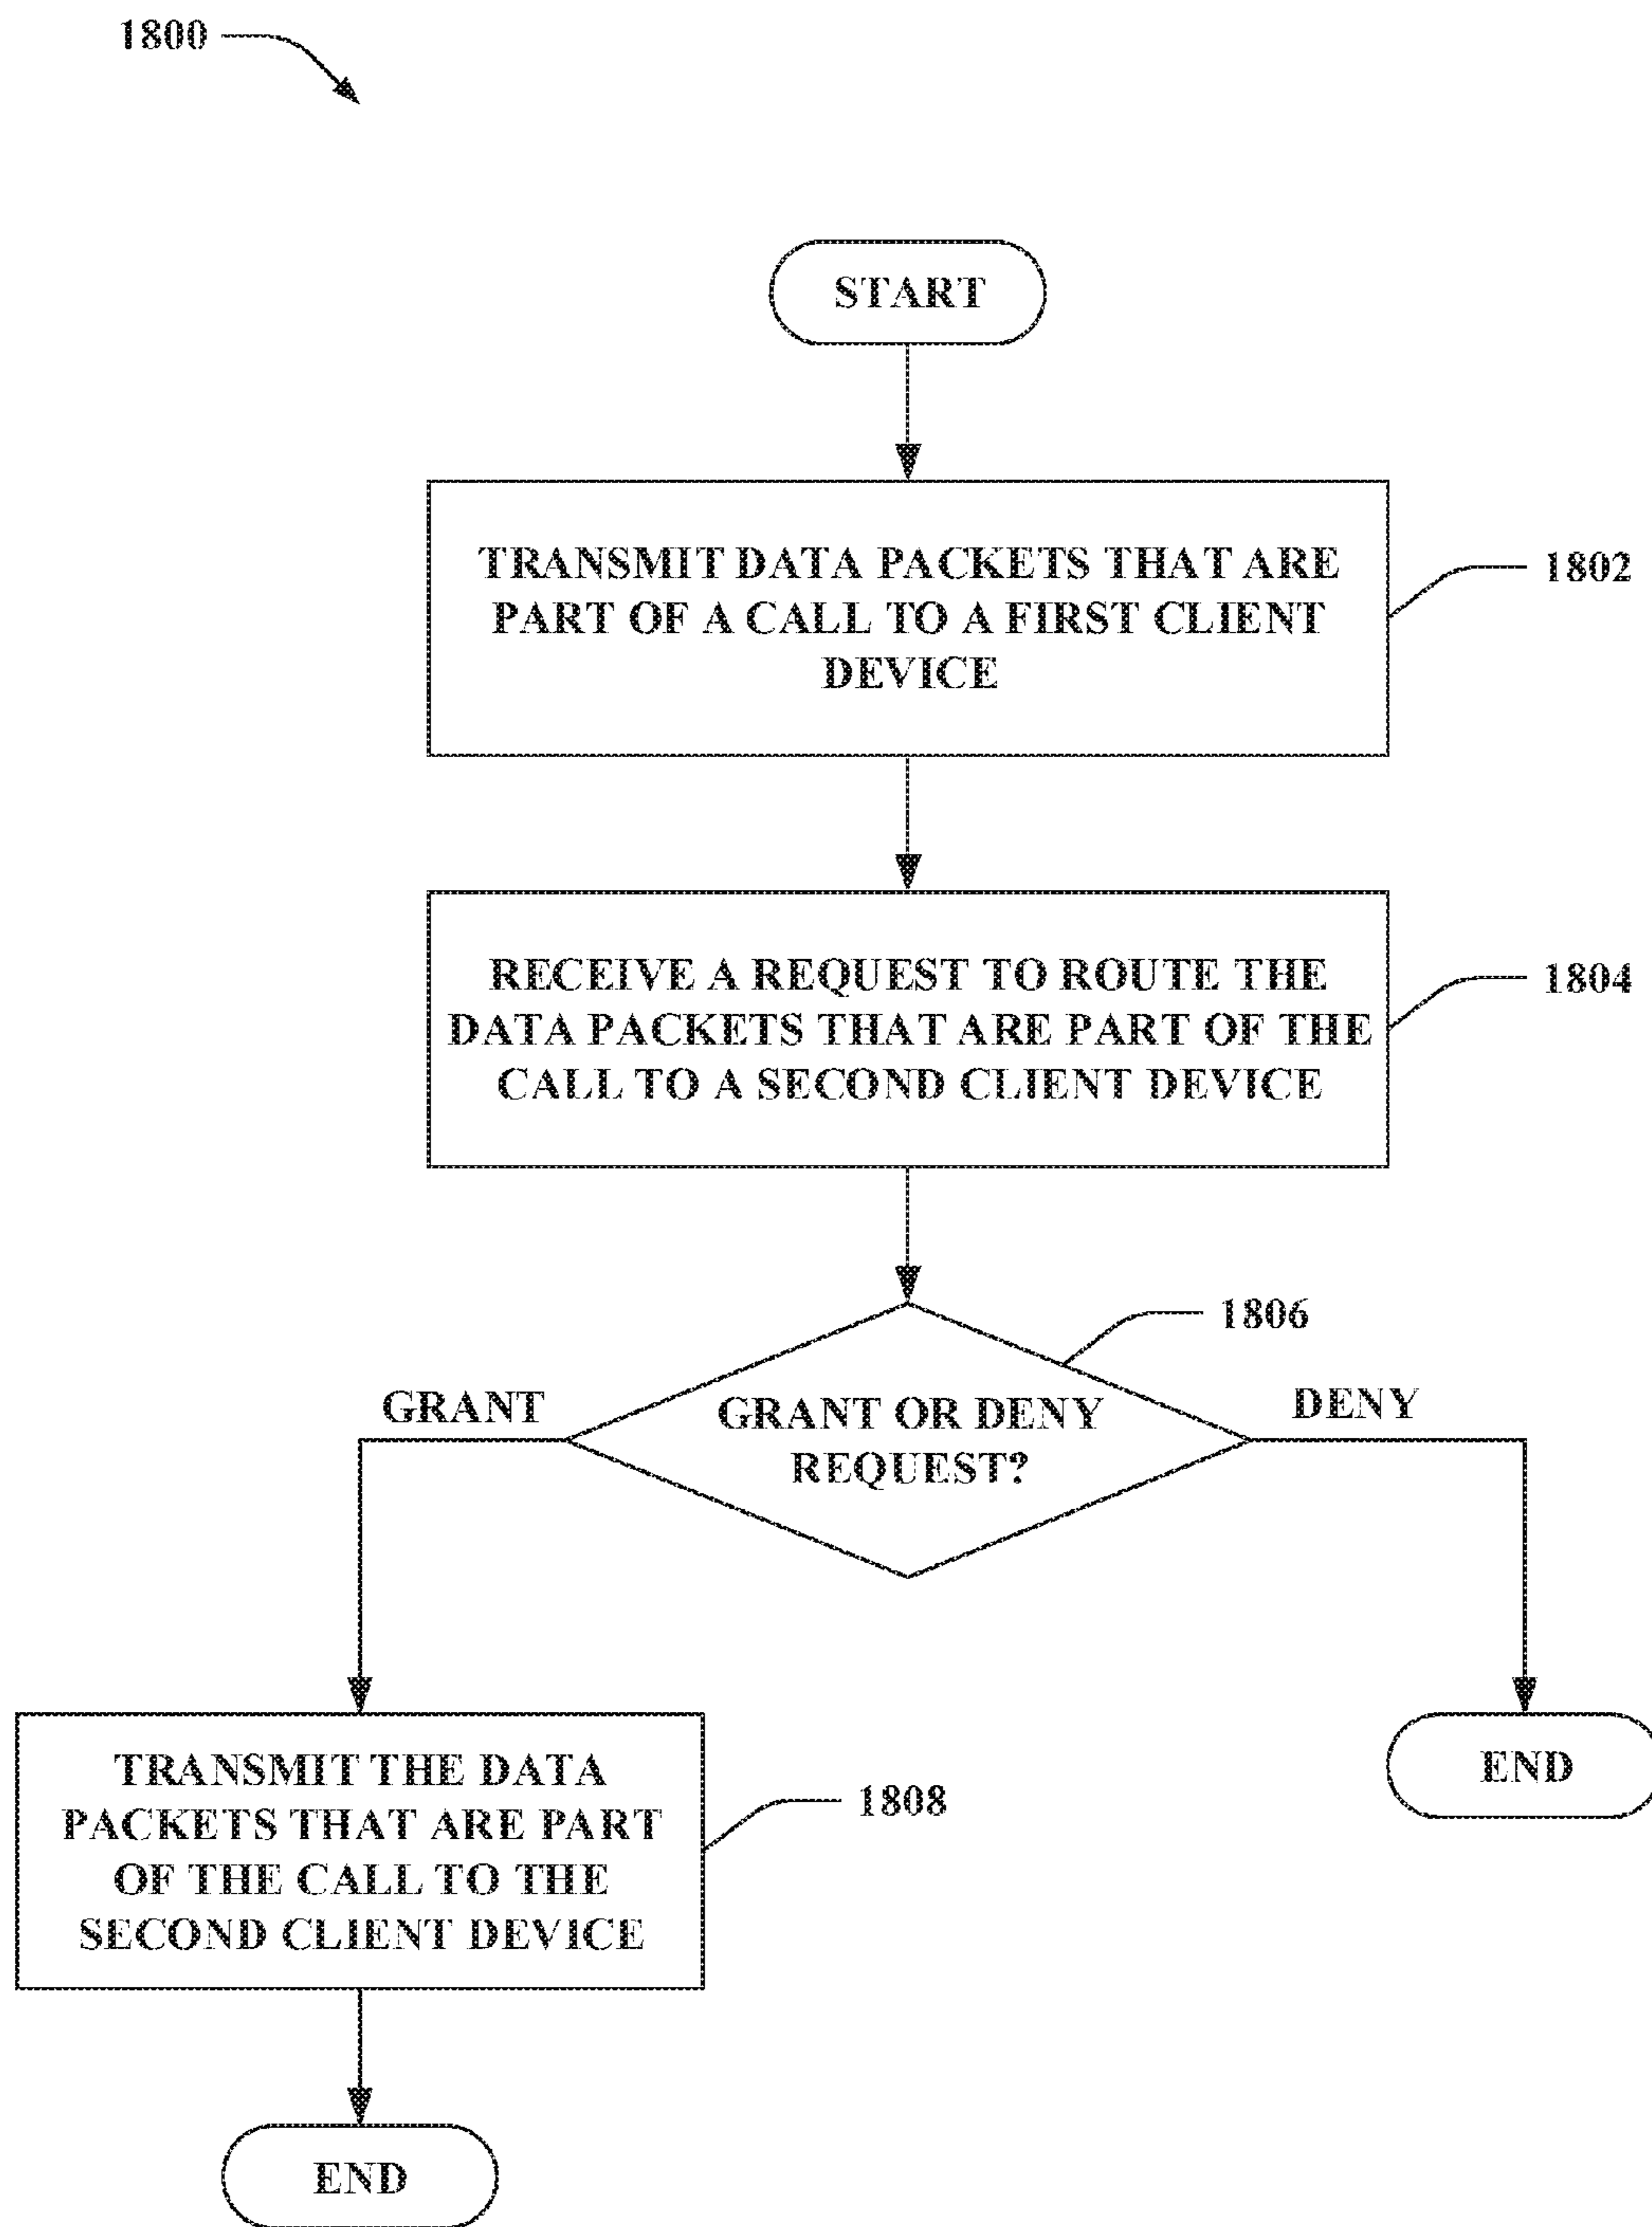 1800
START
TRANSMIT DATA PACKETS THAT ARE
PART OF A CALL TO A FIRST CLIENT
DEVICE
1802
RECEIVE A REQUEST TO ROUTE THE
DATA PACKETS THAT ARE PART OF THE
CALL TO A SECOND CLIENT DEVICE
1804
1806
GRANT
GRANT OR DENY
REQUEST?
DENY
TRANSMIT THE DATA
PACKETS THAT ARE PART
OF THE CALL TO THE
SECOND CLIENT DEVICE
1808
END
END